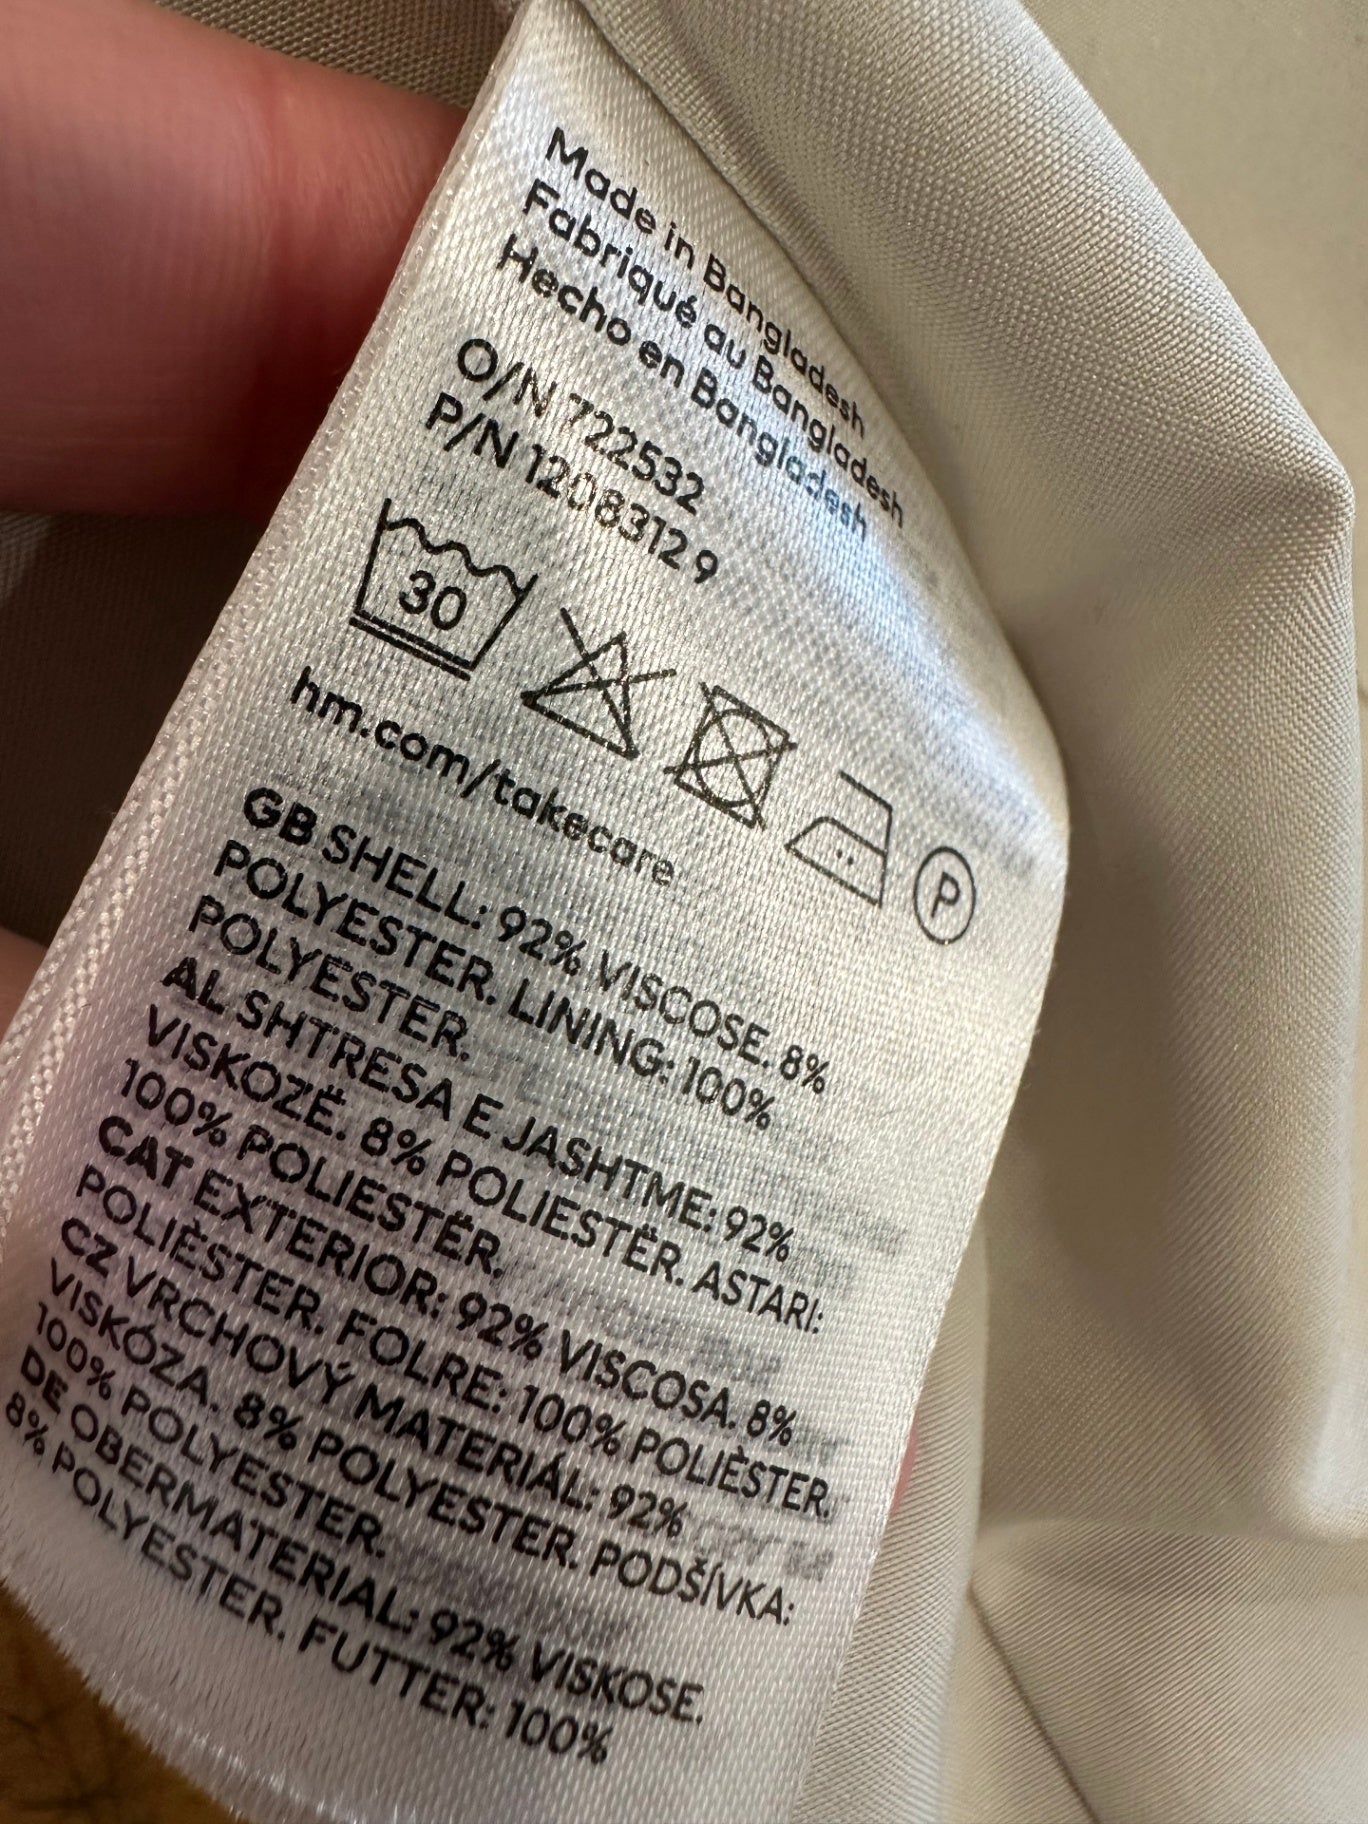 Made in Bangladesh
Fabriqué au Bangladesh
Hecho en Bangladesh
O/N 722532
P/N 1208312 9
30
P
hm.com/takecare
GB SHELL: 92% VISCOSE. 8%
POLYESTER. LINING: 100%
POLYESTER.
AL SHTRESA E JASHTME: 92%
VISKOZË. 8% POLIESTËR. ASTARI:
100% POLIESTËR.
CAT EXTERIOR: 92% VISCOSA. 8%
POLIÈSTER. FOLRE: 100% POLIÈSTER.
CZ VRCHOVÝ MATERIÁL: 92%
VISKÓZA. 8% POLYESTER. PODŠÍVKA:
100% POLYESTER.
DE OBERMATERIAL: 92% VISKOSE.
8% POLYESTER. FUTTER: 100%